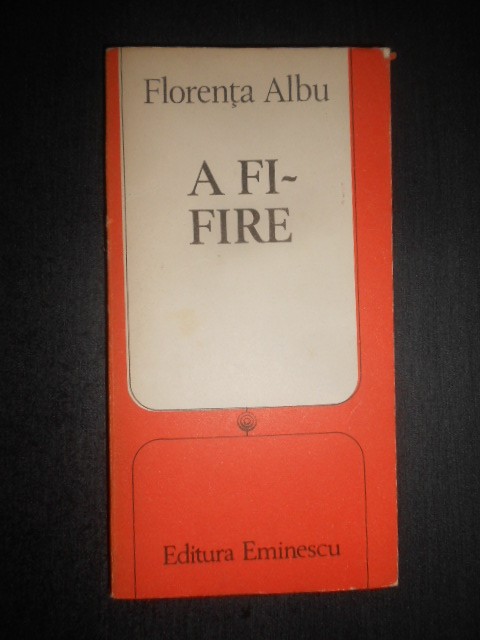 Florența Albu
A FI~
FIRE
Editura Eminescu